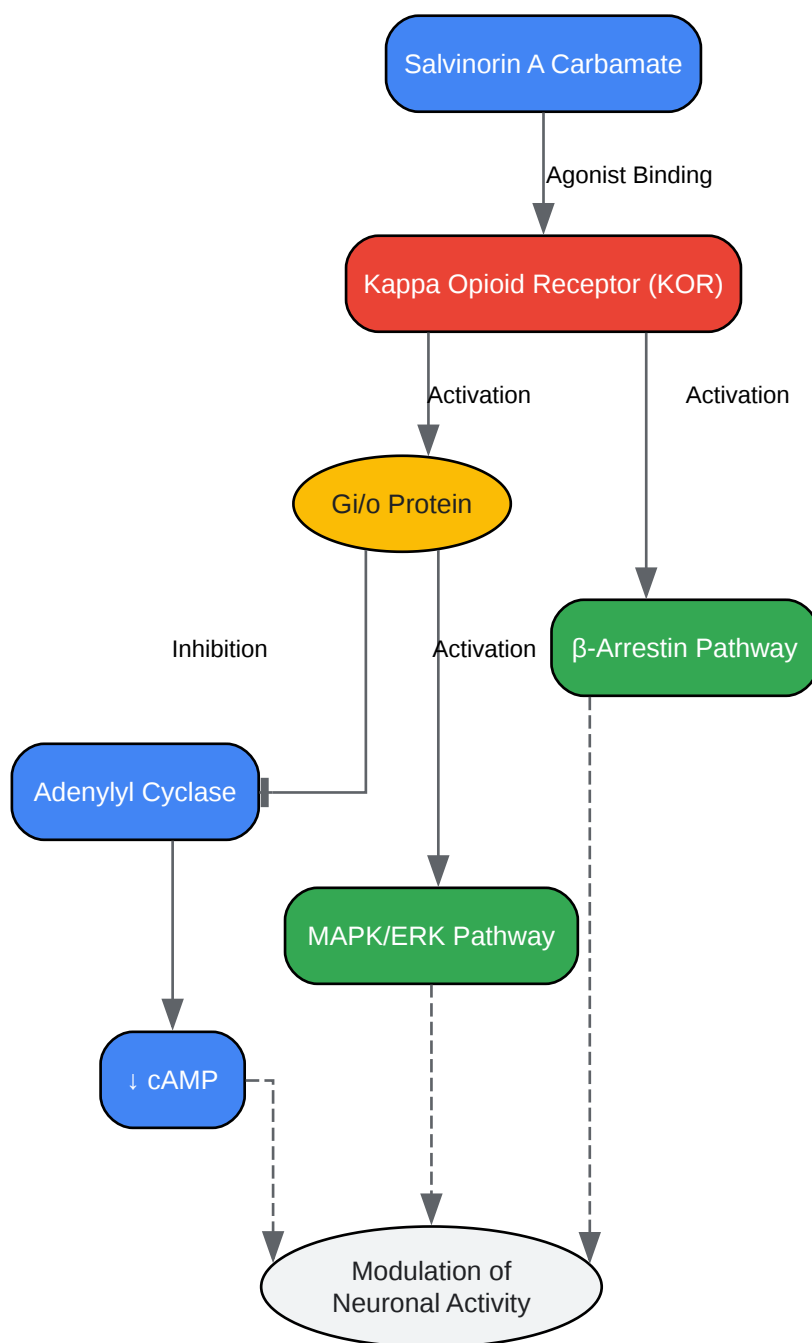 Salvinorin A Carbamate
Agonist Binding
Kappa Opioid Receptor (KOR)
Activation
Activation
Gi/o Protein
Inhibition
Activation
β-Arrestin Pathway
Adenylyl Cyclase
MAPK/ERK Pathway
↓ cAMP
Modulation of
Neuronal Activity